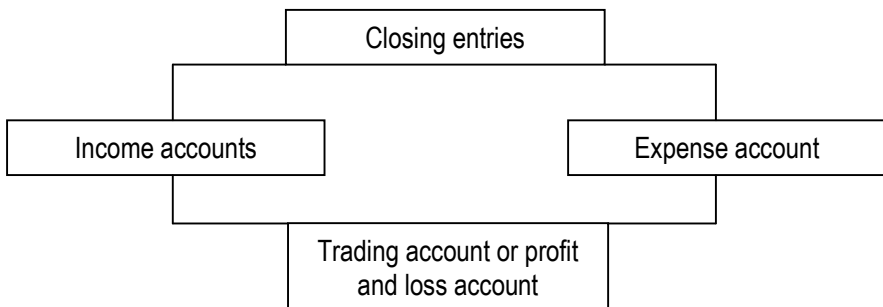 Closing entries
Income accounts
Expense account
Trading account or profit
and loss account